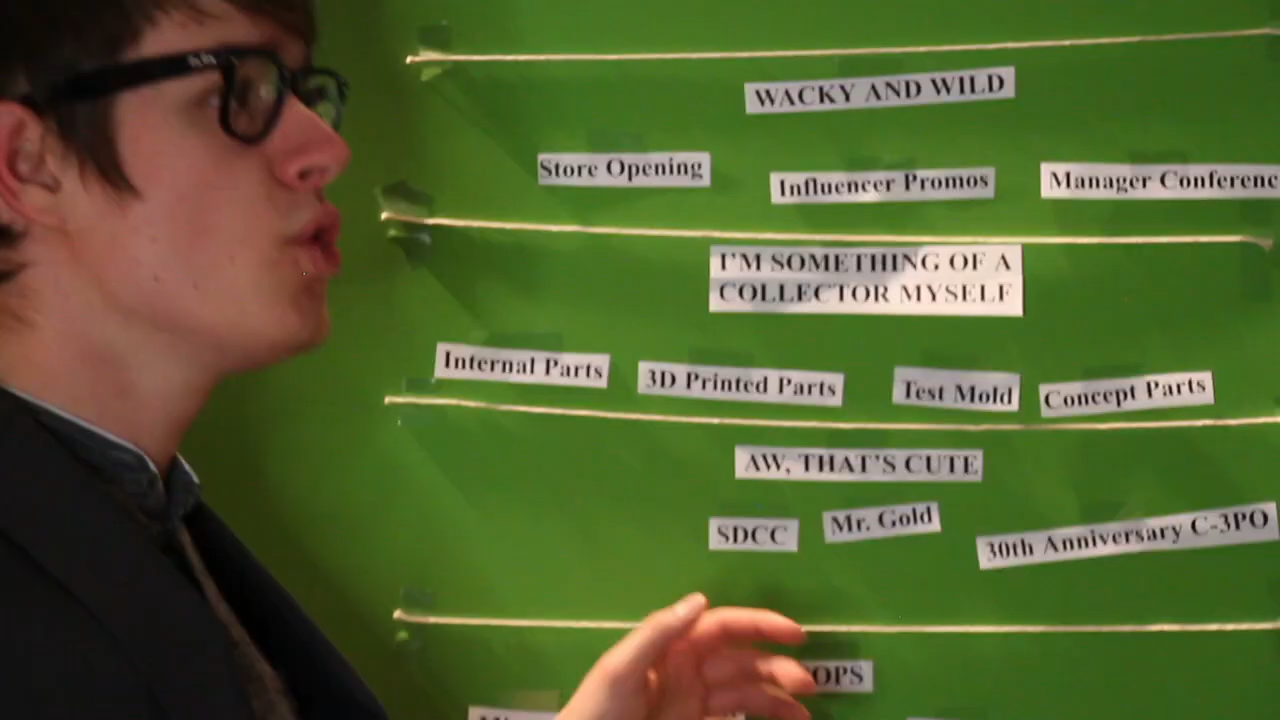 WACKY AND WILD
Store Opening
Influencer Promos
Manager Conferenc
I'M SOMETHING OF A
COLLECTOR MYSELF
Internal Parts
3D Printed Parts
Test Mold
Concept Parts
AW, THAT'S CUTE
SDCC
Mr. Gold
30th Anniversary C-3PO
OPS